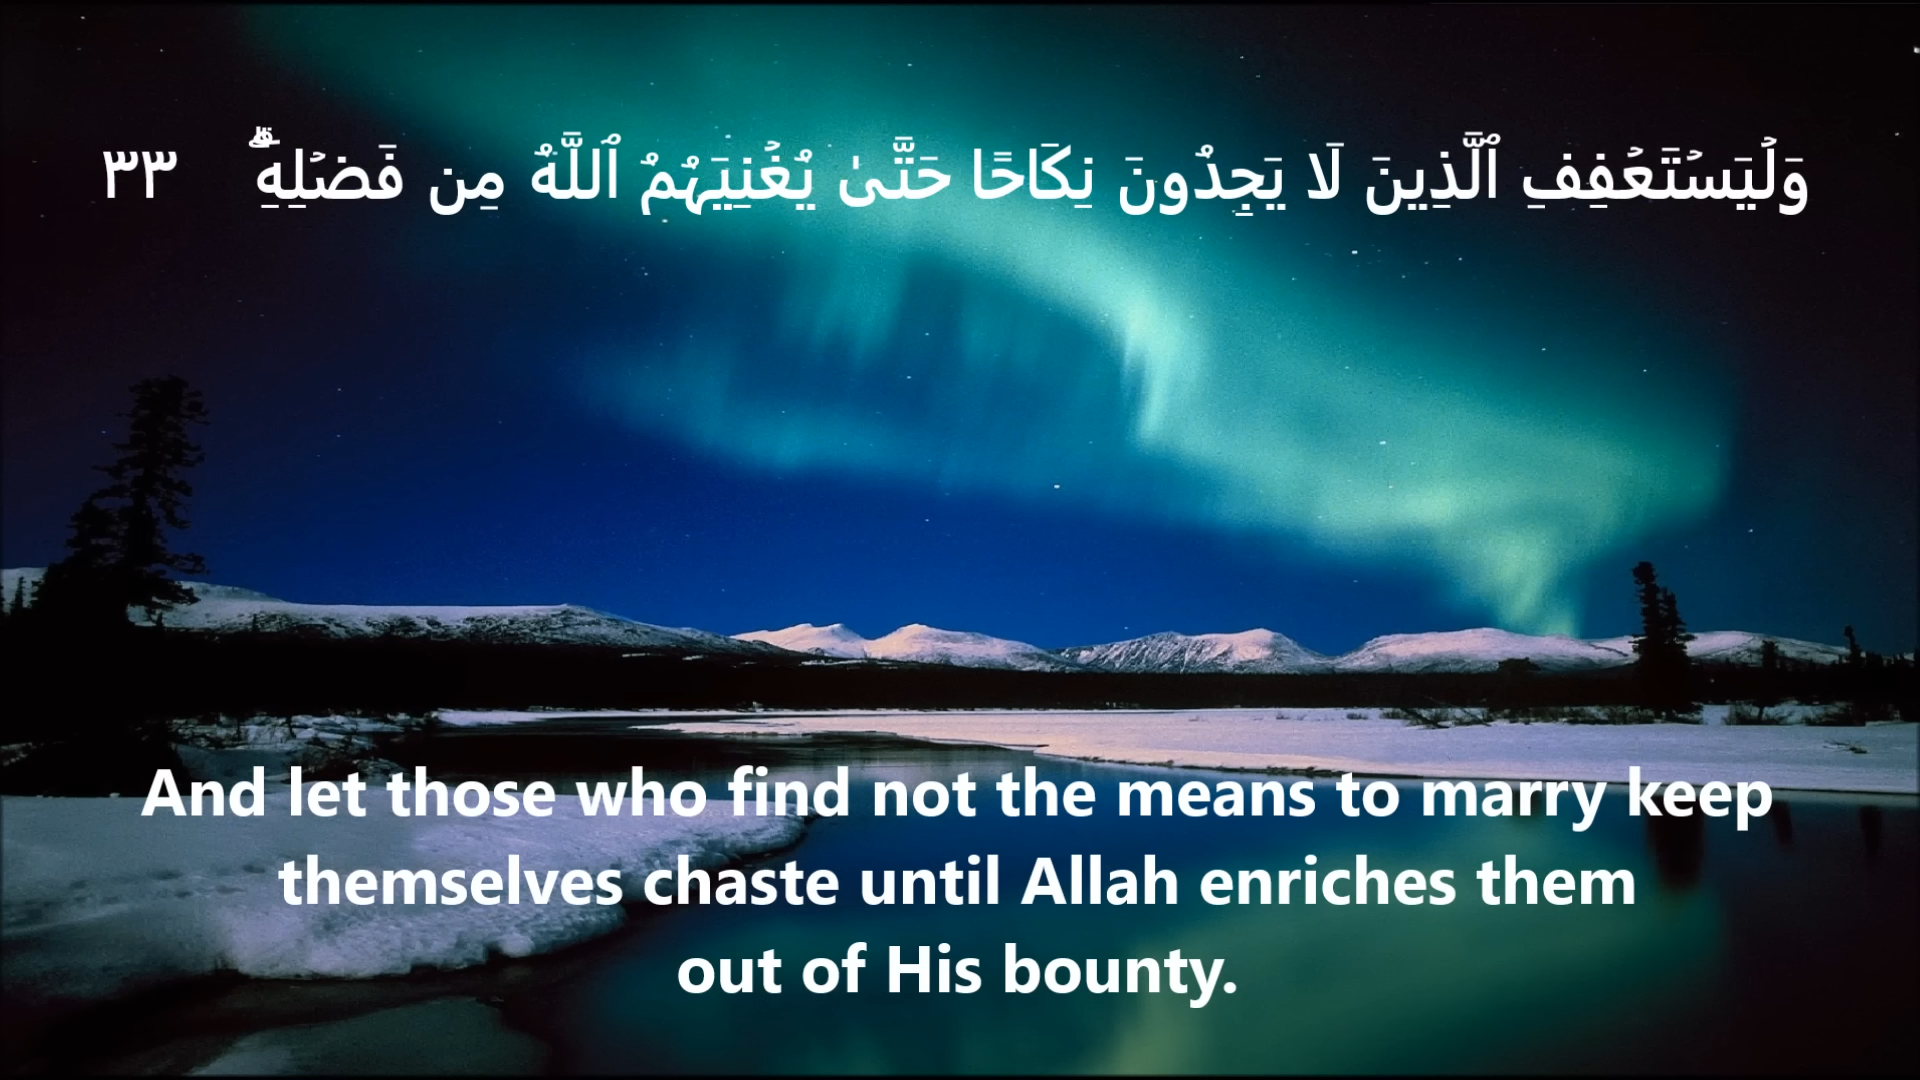 وَلْيَسْتَعْفِفِ ٱلَّذِينَ لَا يَجِدُونَ نِكَاحًا حَتَّىٰ يُغْنِيَهُمُ ٱللَّهُ مِن فَضْلِهِۦۗ ٣٣
And let those who find not the means to marry keep
themselves chaste until Allah enriches them
out of His bounty.